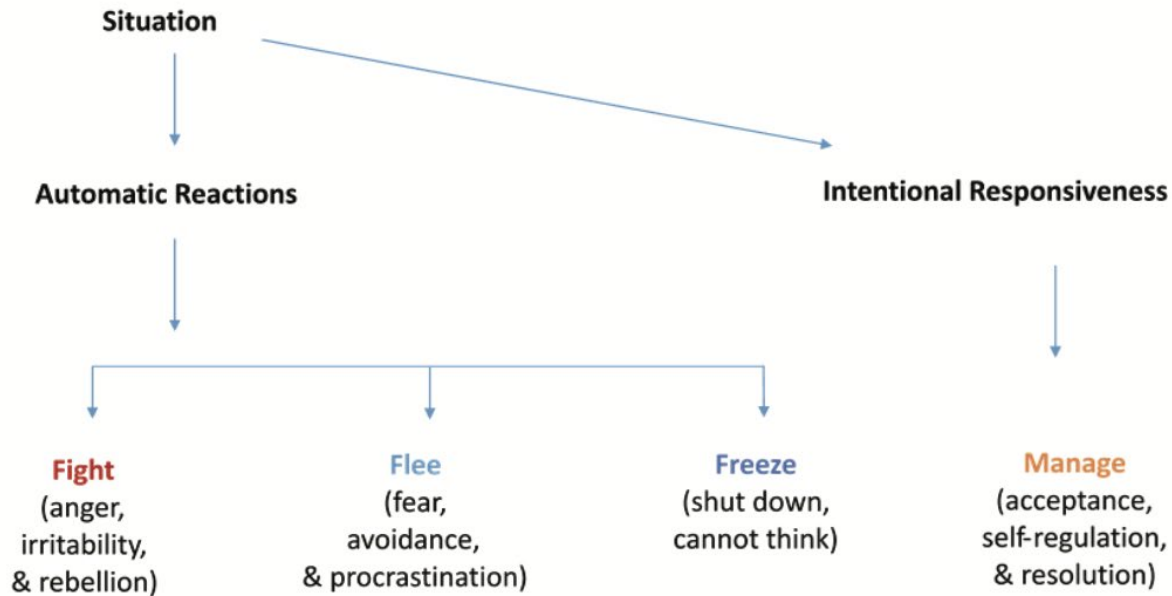 Situation
Automatic Reactions
Intentional Responsiveness
Fight
(anger,
irritability,
& rebellion)
Flee
(fear,
avoidance,
& procrastination)
Freeze
(shut down,
cannot think)
Manage
(acceptance,
self-regulation,
& resolution)